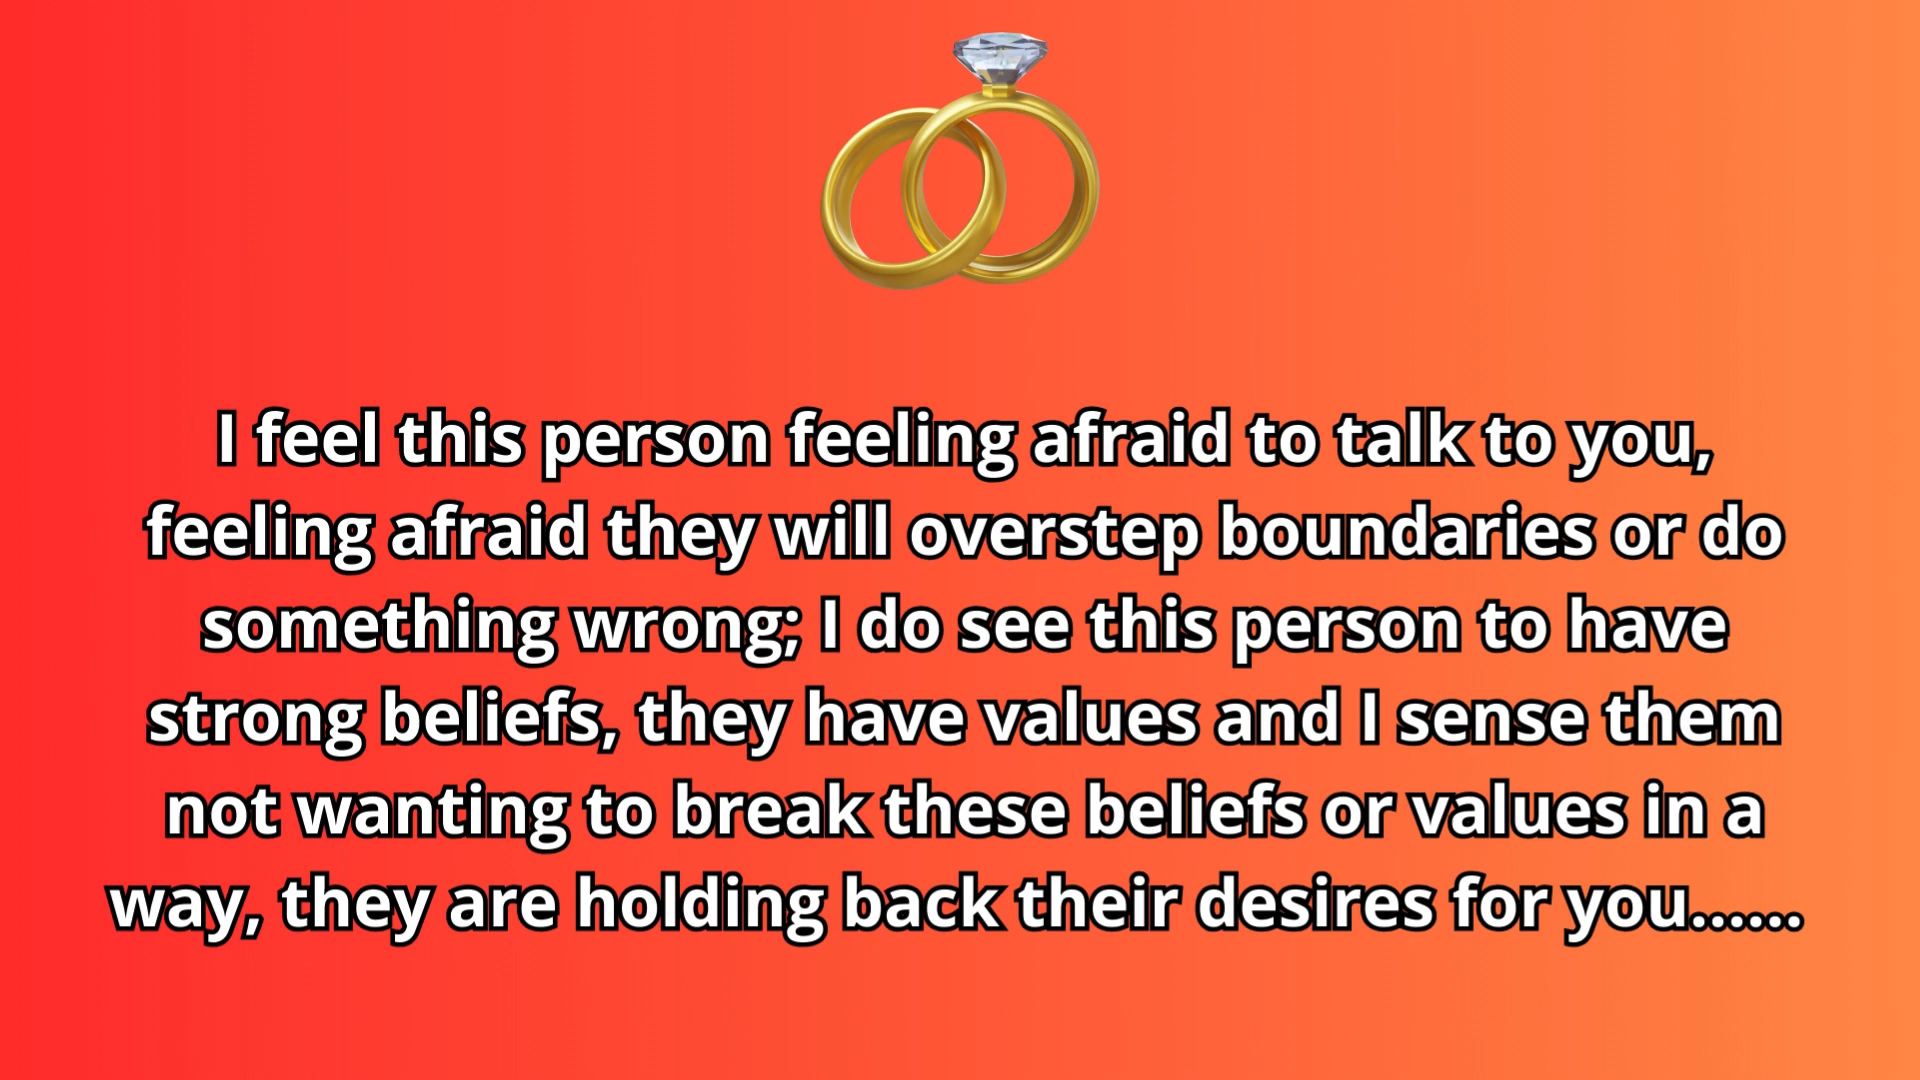 I feel this person feeling afraid to talk to you,
feeling afraid they will overstep boundaries or do
something wrong; I do see this person to have
strong beliefs, they have values and I sense them
not wanting to break these beliefs or values in a
way, they are holding back their desires for you......